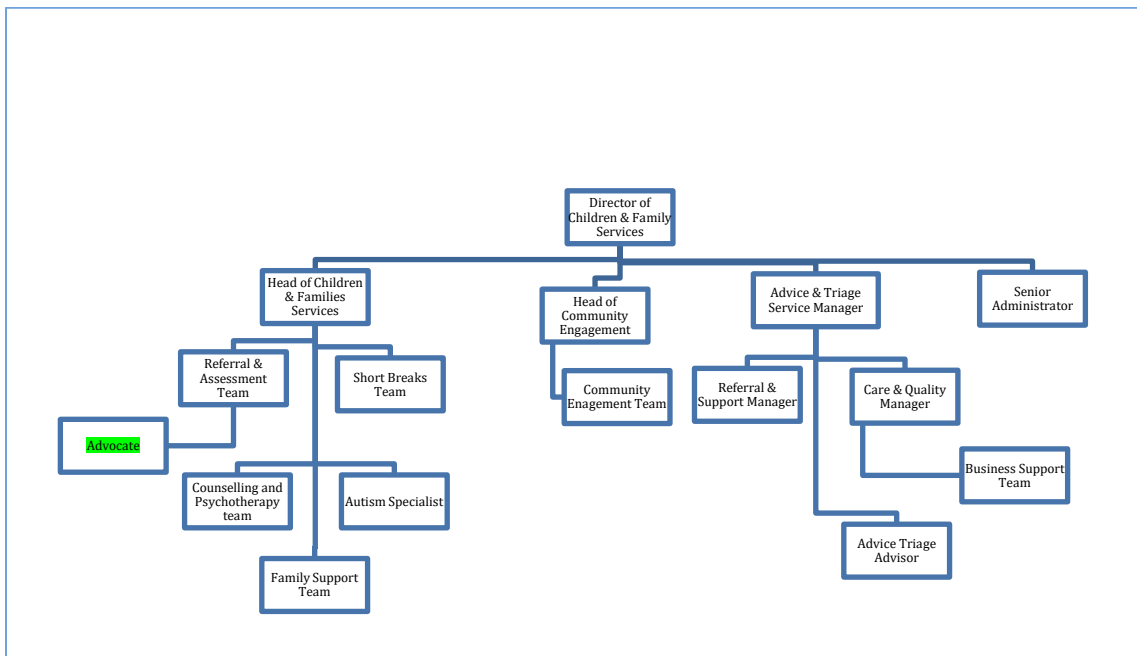 Director of
Children & Family
Services
Head of Children
& Families
Services
Head of
Community
Engagement
Advice & Triage
Service Manager
Senior
Administrator
Referral &
Assessment
Team
Short Breaks
Team
Community
Enagement Team
Referral &
Support Manager
Care & Quality
Manager
Advocate
Counselling and
Psychotherapy
team
Autism Specialist
Business Support
Team
Advice Triage
Advisor
Family Support
Team